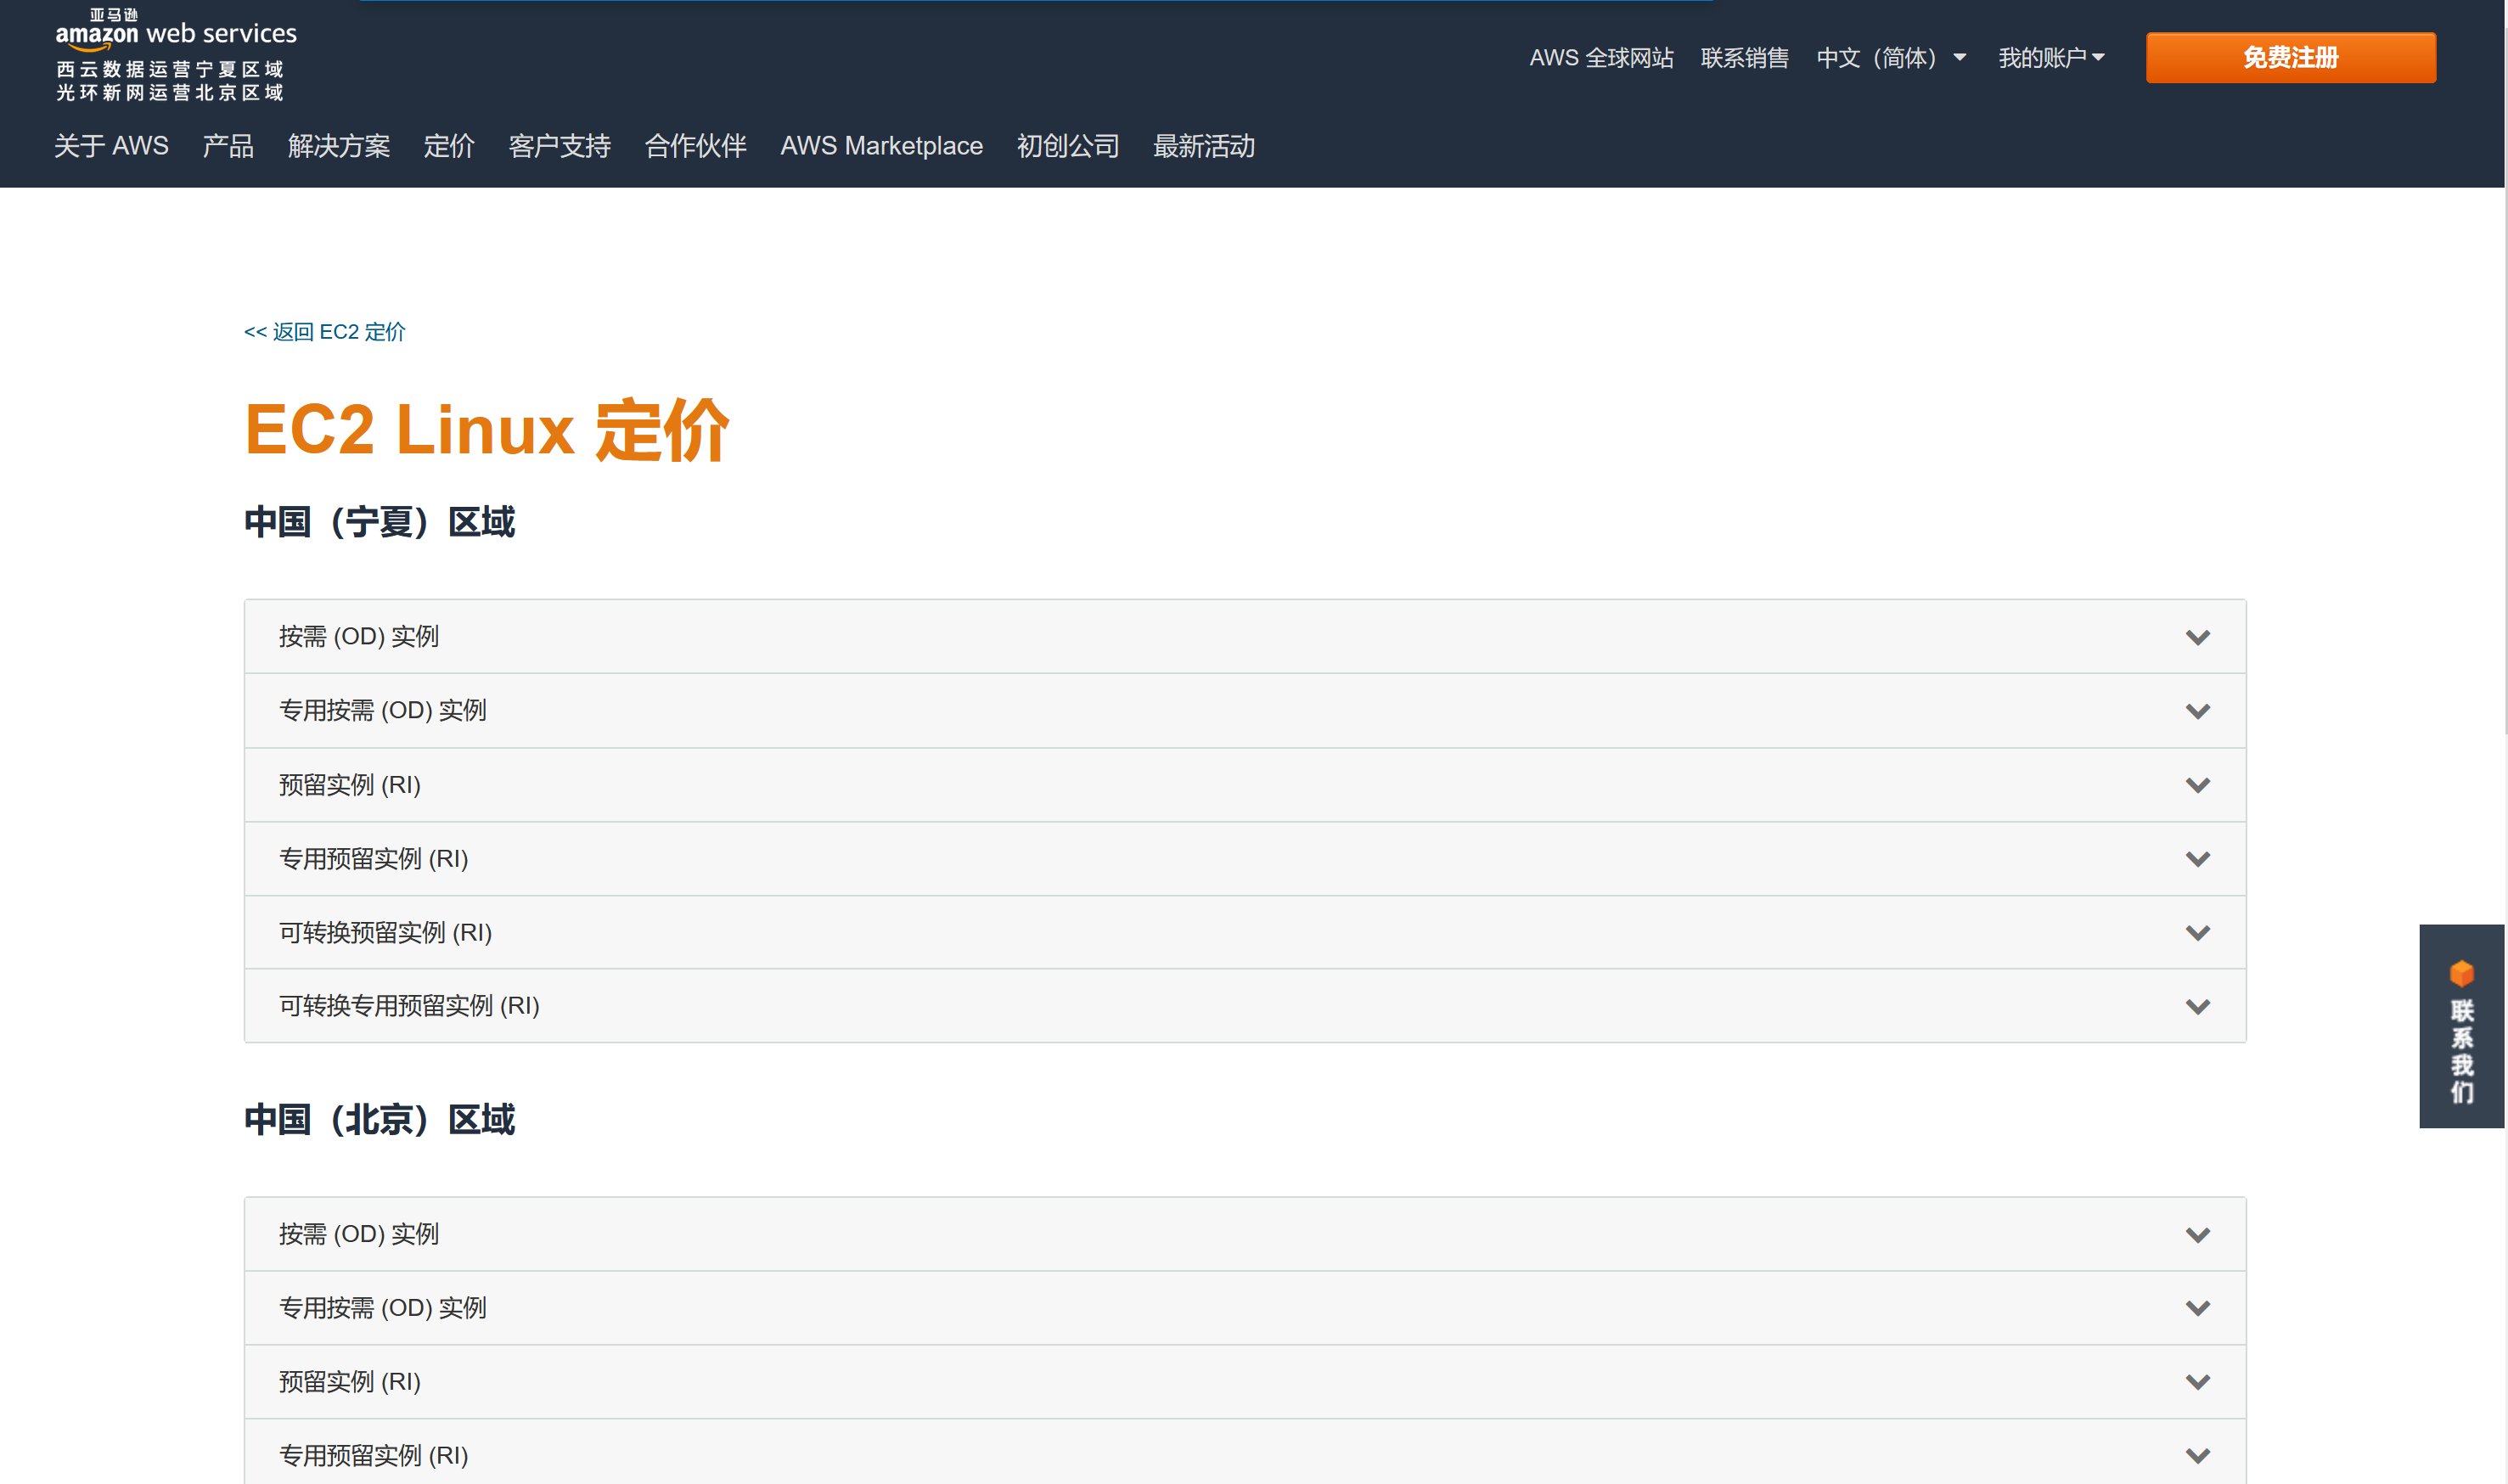 亚马逊
amazon web services
西云数据运营宁夏区域
光环新网运营北京区域
AWS 全球网站 联系销售 中文（简体） 我的账户 免费注册
关于 AWS 产品 解决方案 定价 客户支持 合作伙伴 AWS Marketplace 初创公司 最新活动
<< 返回 EC2 定价
EC2 Linux 定价
中国（宁夏）区域
按需 (OD) 实例
专用按需 (OD) 实例
预留实例 (RI)
专用预留实例 (RI)
可转换预留实例 (RI)
可转换专用预留实例 (RI)
联系我们
中国（北京）区域
按需 (OD) 实例
专用按需 (OD) 实例
预留实例 (RI)
专用预留实例 (RI)